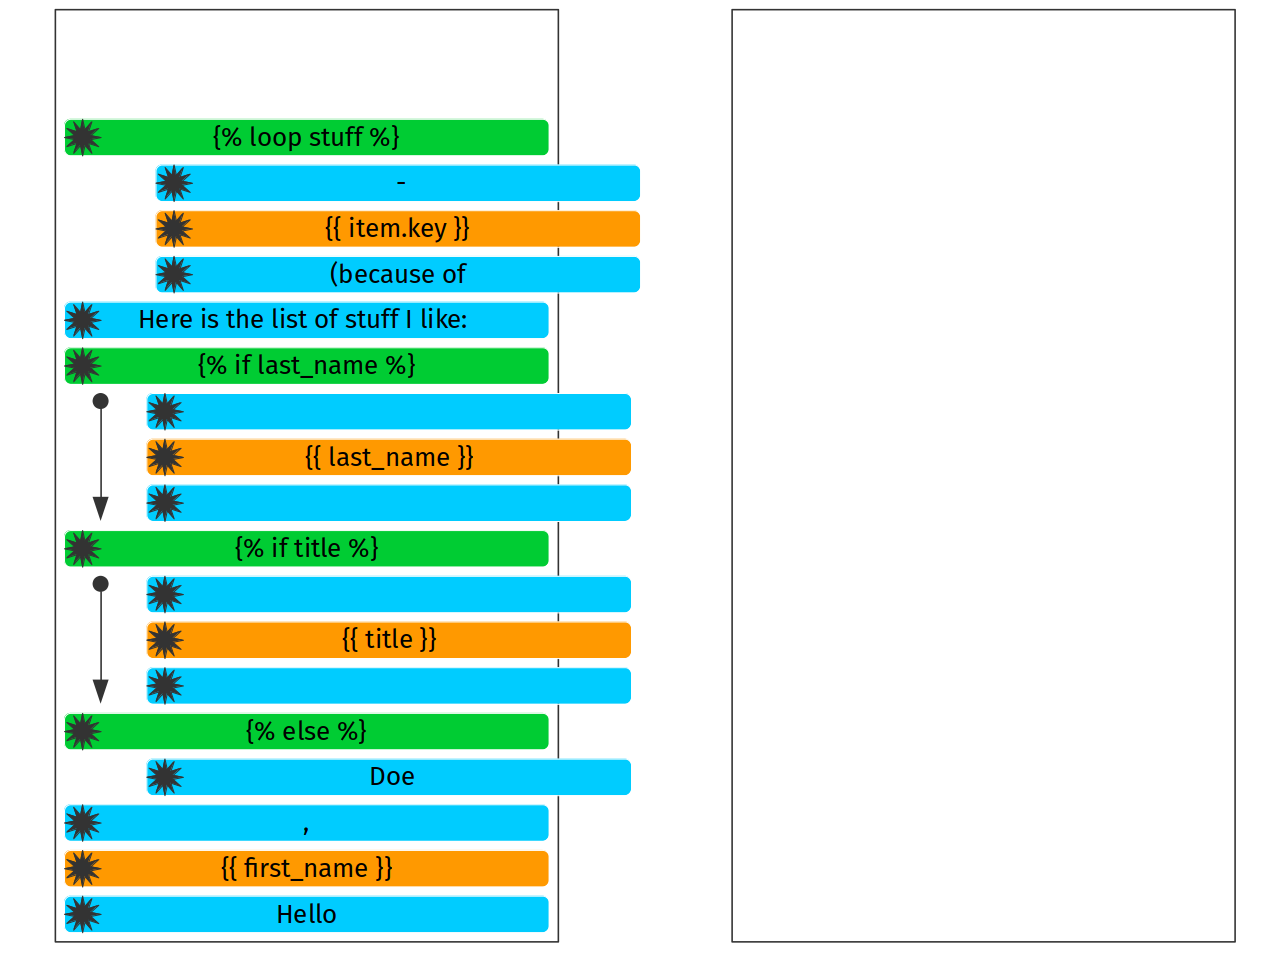 {% loop stuff %}
-
{{ item.key }}
(because of
Here is the list of stuff I like:
{% if last_name %}
{{ last_name }}
{% if title %}
{{ title }}
{% else %}
Doe
,
{{ first_name }}
Hello